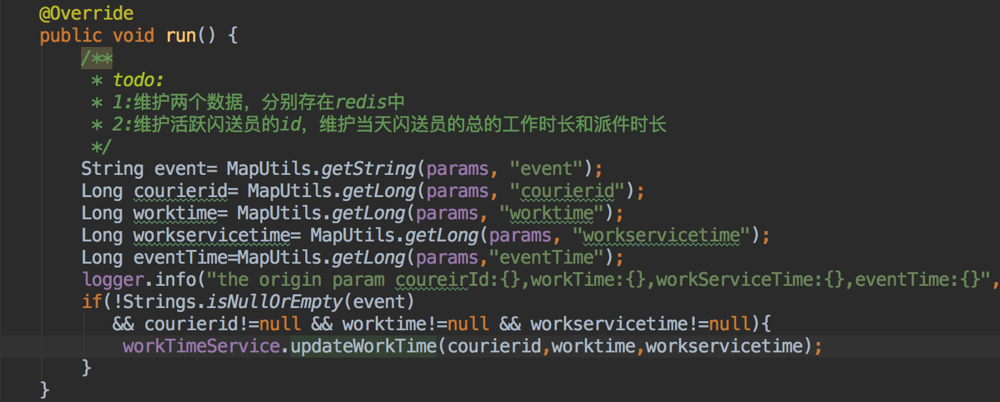 @Override
public void run() {
/**
* todo:
* 1:维护两个数据，分别存在redis中
* 2:维护活跃闪送员的id，维护当天闪送员的总的工作时长和派件时长
*/
String event= MapUtils.getString(params, "event");
Long courierid= MapUtils.getLong(params, "courierid");
Long worktime= MapUtils.getLong(params, "worktime");
Long workservicetime= MapUtils.getLong(params, "workservicetime");
Long eventTime=MapUtils.getLong(params,"eventTime");
logger.info("the origin param coureirId:{},workTime:{},workServiceTime:{},eventTime:{}",
if(!Strings.isNullOrEmpty(event)
&& courierid!=null && worktime!=null && workservicetime!=null){
workTimeService.updateWorkTime(courierid,worktime,workservicetime);
}
}